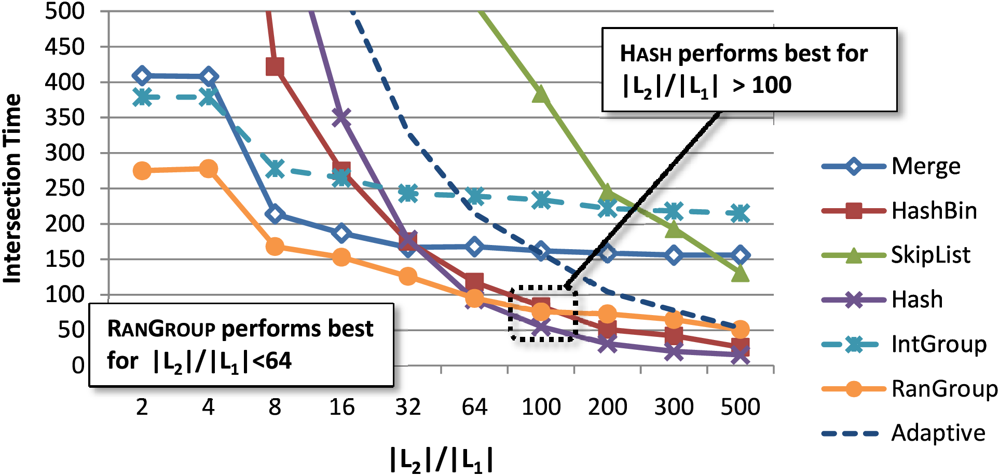 500
450
400
350
300
250
200
150
100
50
0
Intersection Time
HASH performs best for
|L2|/|L1| > 100
RANGROUP performs best
for |L2|/|L1|<64
2 4 8 16 32 64 100 200 300 500
|L2|/|L1|
Merge
HashBin
SkipList
Hash
IntGroup
RanGroup
Adaptive